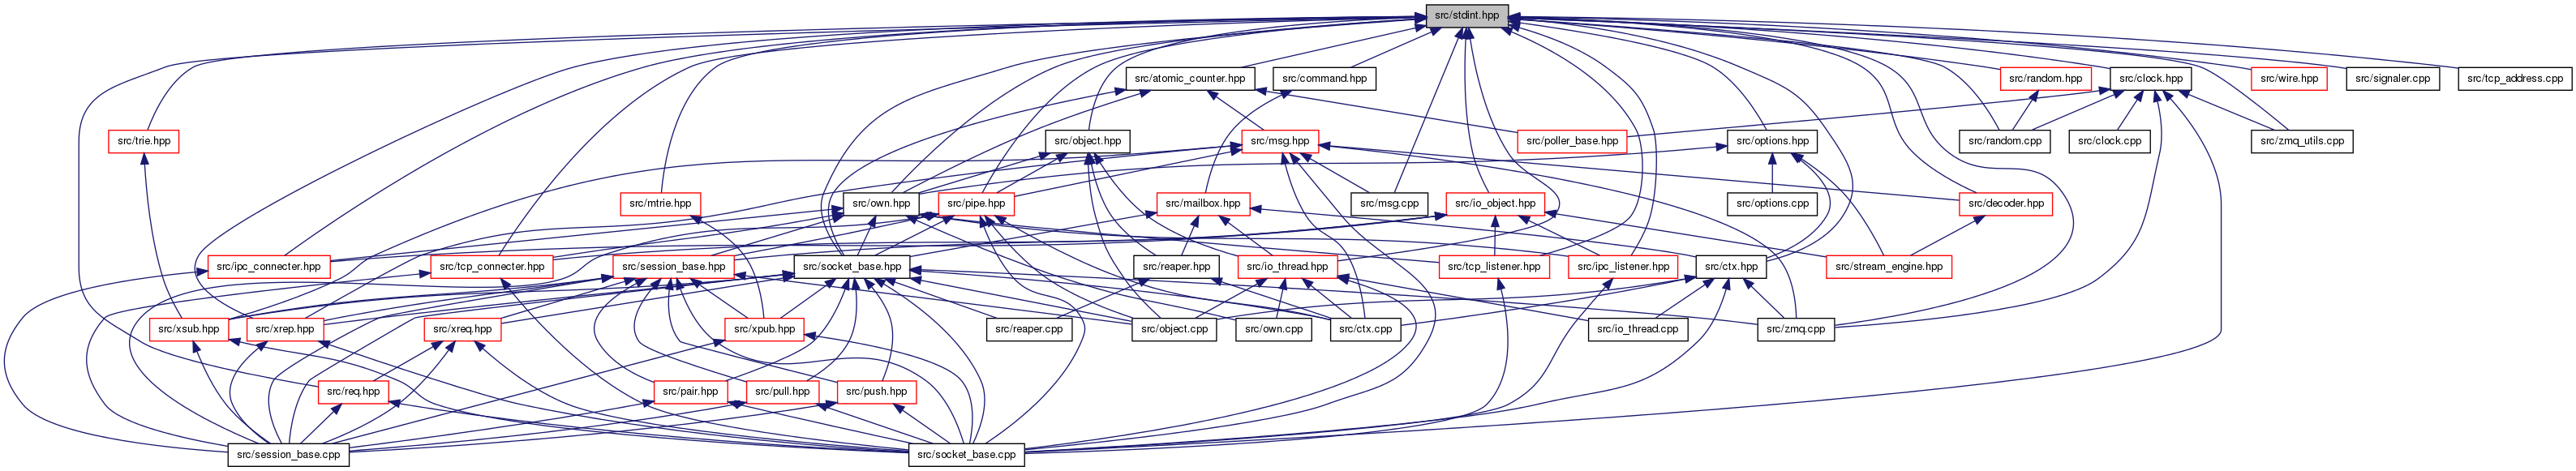 src/stdint.hpp
src/atomic_counter.hpp
src/command.hpp
src/random.hpp
src/clock.hpp
src/wire.hpp
src/signaler.cpp
src/tcp_address.cpp
src/trie.hpp
src/object.hpp
src/msg.hpp
src/poller_base.hpp
src/options.hpp
src/random.cpp
src/clock.cpp
src/zmq_utils.cpp
src/mtrie.hpp
src/own.hpp
src/pipe.hpp
src/mailbox.hpp
src/msg.cpp
src/io_object.hpp
src/options.cpp
src/decoder.hpp
src/ipc_connecter.hpp
src/tcp_connecter.hpp
src/session_base.hpp
src/socket_base.hpp
src/reaper.hpp
src/io_thread.hpp
src/tcp_listener.hpp
src/ipc_listener.hpp
src/ctx.hpp
src/stream_engine.hpp
src/xsub.hpp
src/xrep.hpp
src/xreq.hpp
src/xpub.hpp
src/reaper.cpp
src/object.cpp
src/own.cpp
src/ctx.cpp
src/io_thread.cpp
src/zmq.cpp
src/req.hpp
src/pair.hpp
src/pull.hpp
src/push.hpp
src/session_base.cpp
src/socket_base.cpp